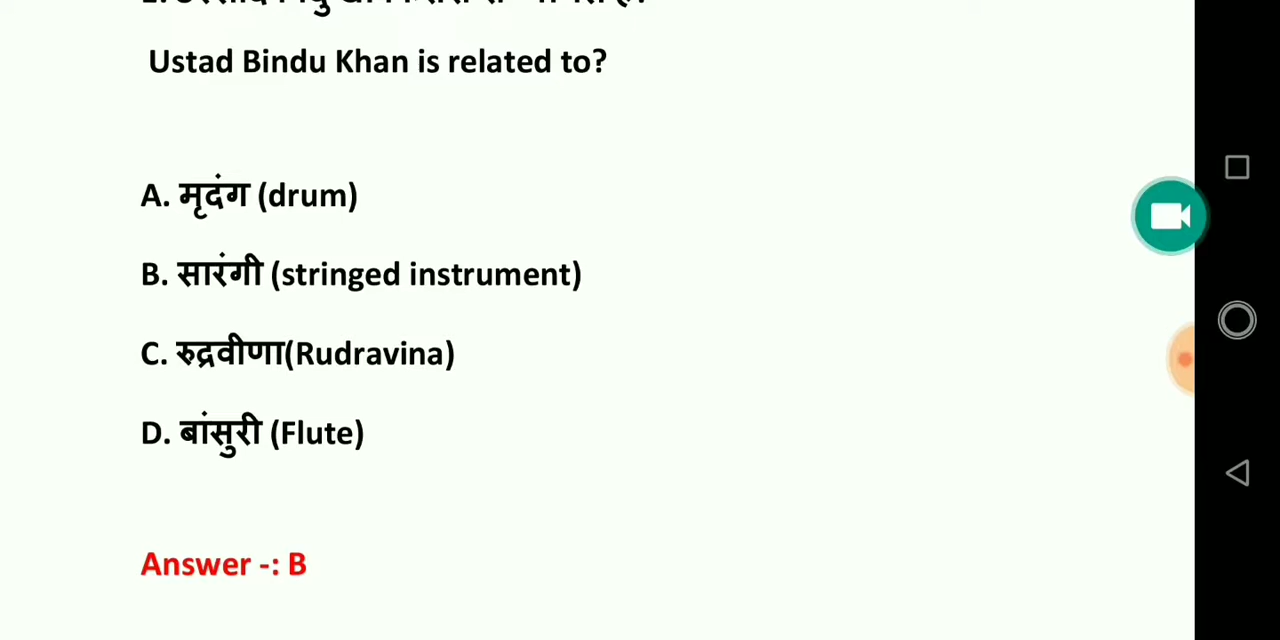 Ustad Bindu Khan is related to?
A. मृदंग (drum)
B. सारंगी (stringed instrument)
C. रुद्रवीणा(Rudravina)
D. बांसुरी (Flute)
Answer -: B